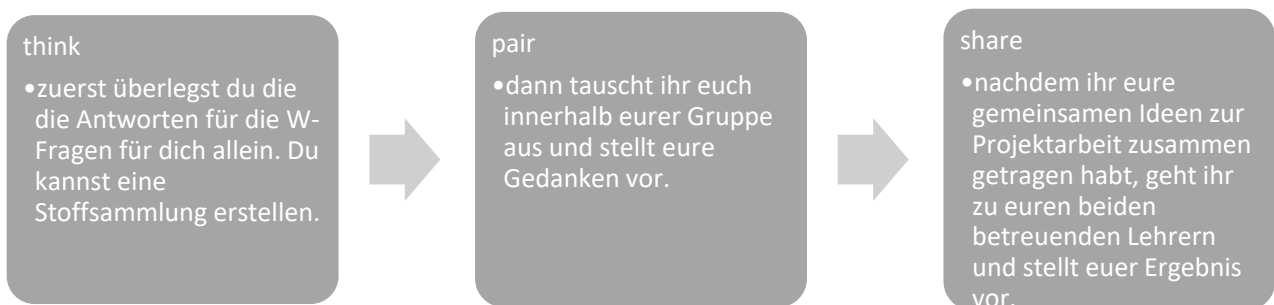 think
•zuerst überlegst du die
die Antworten für die W-
Fragen für dich allein. Du
kannst eine
Stoffsammlung erstellen.
pair
•dann tauscht ihr euch
innerhalb eurer Gruppe
aus und stellt eure
Gedanken vor.
share
•nachdem ihr eure
gemeinsamen Ideen zur
Projektarbeit zusammen
getragen habt, geht ihr
zu euren beiden
betreuenden Lehrern
und stellt euer Ergebnis
vor.